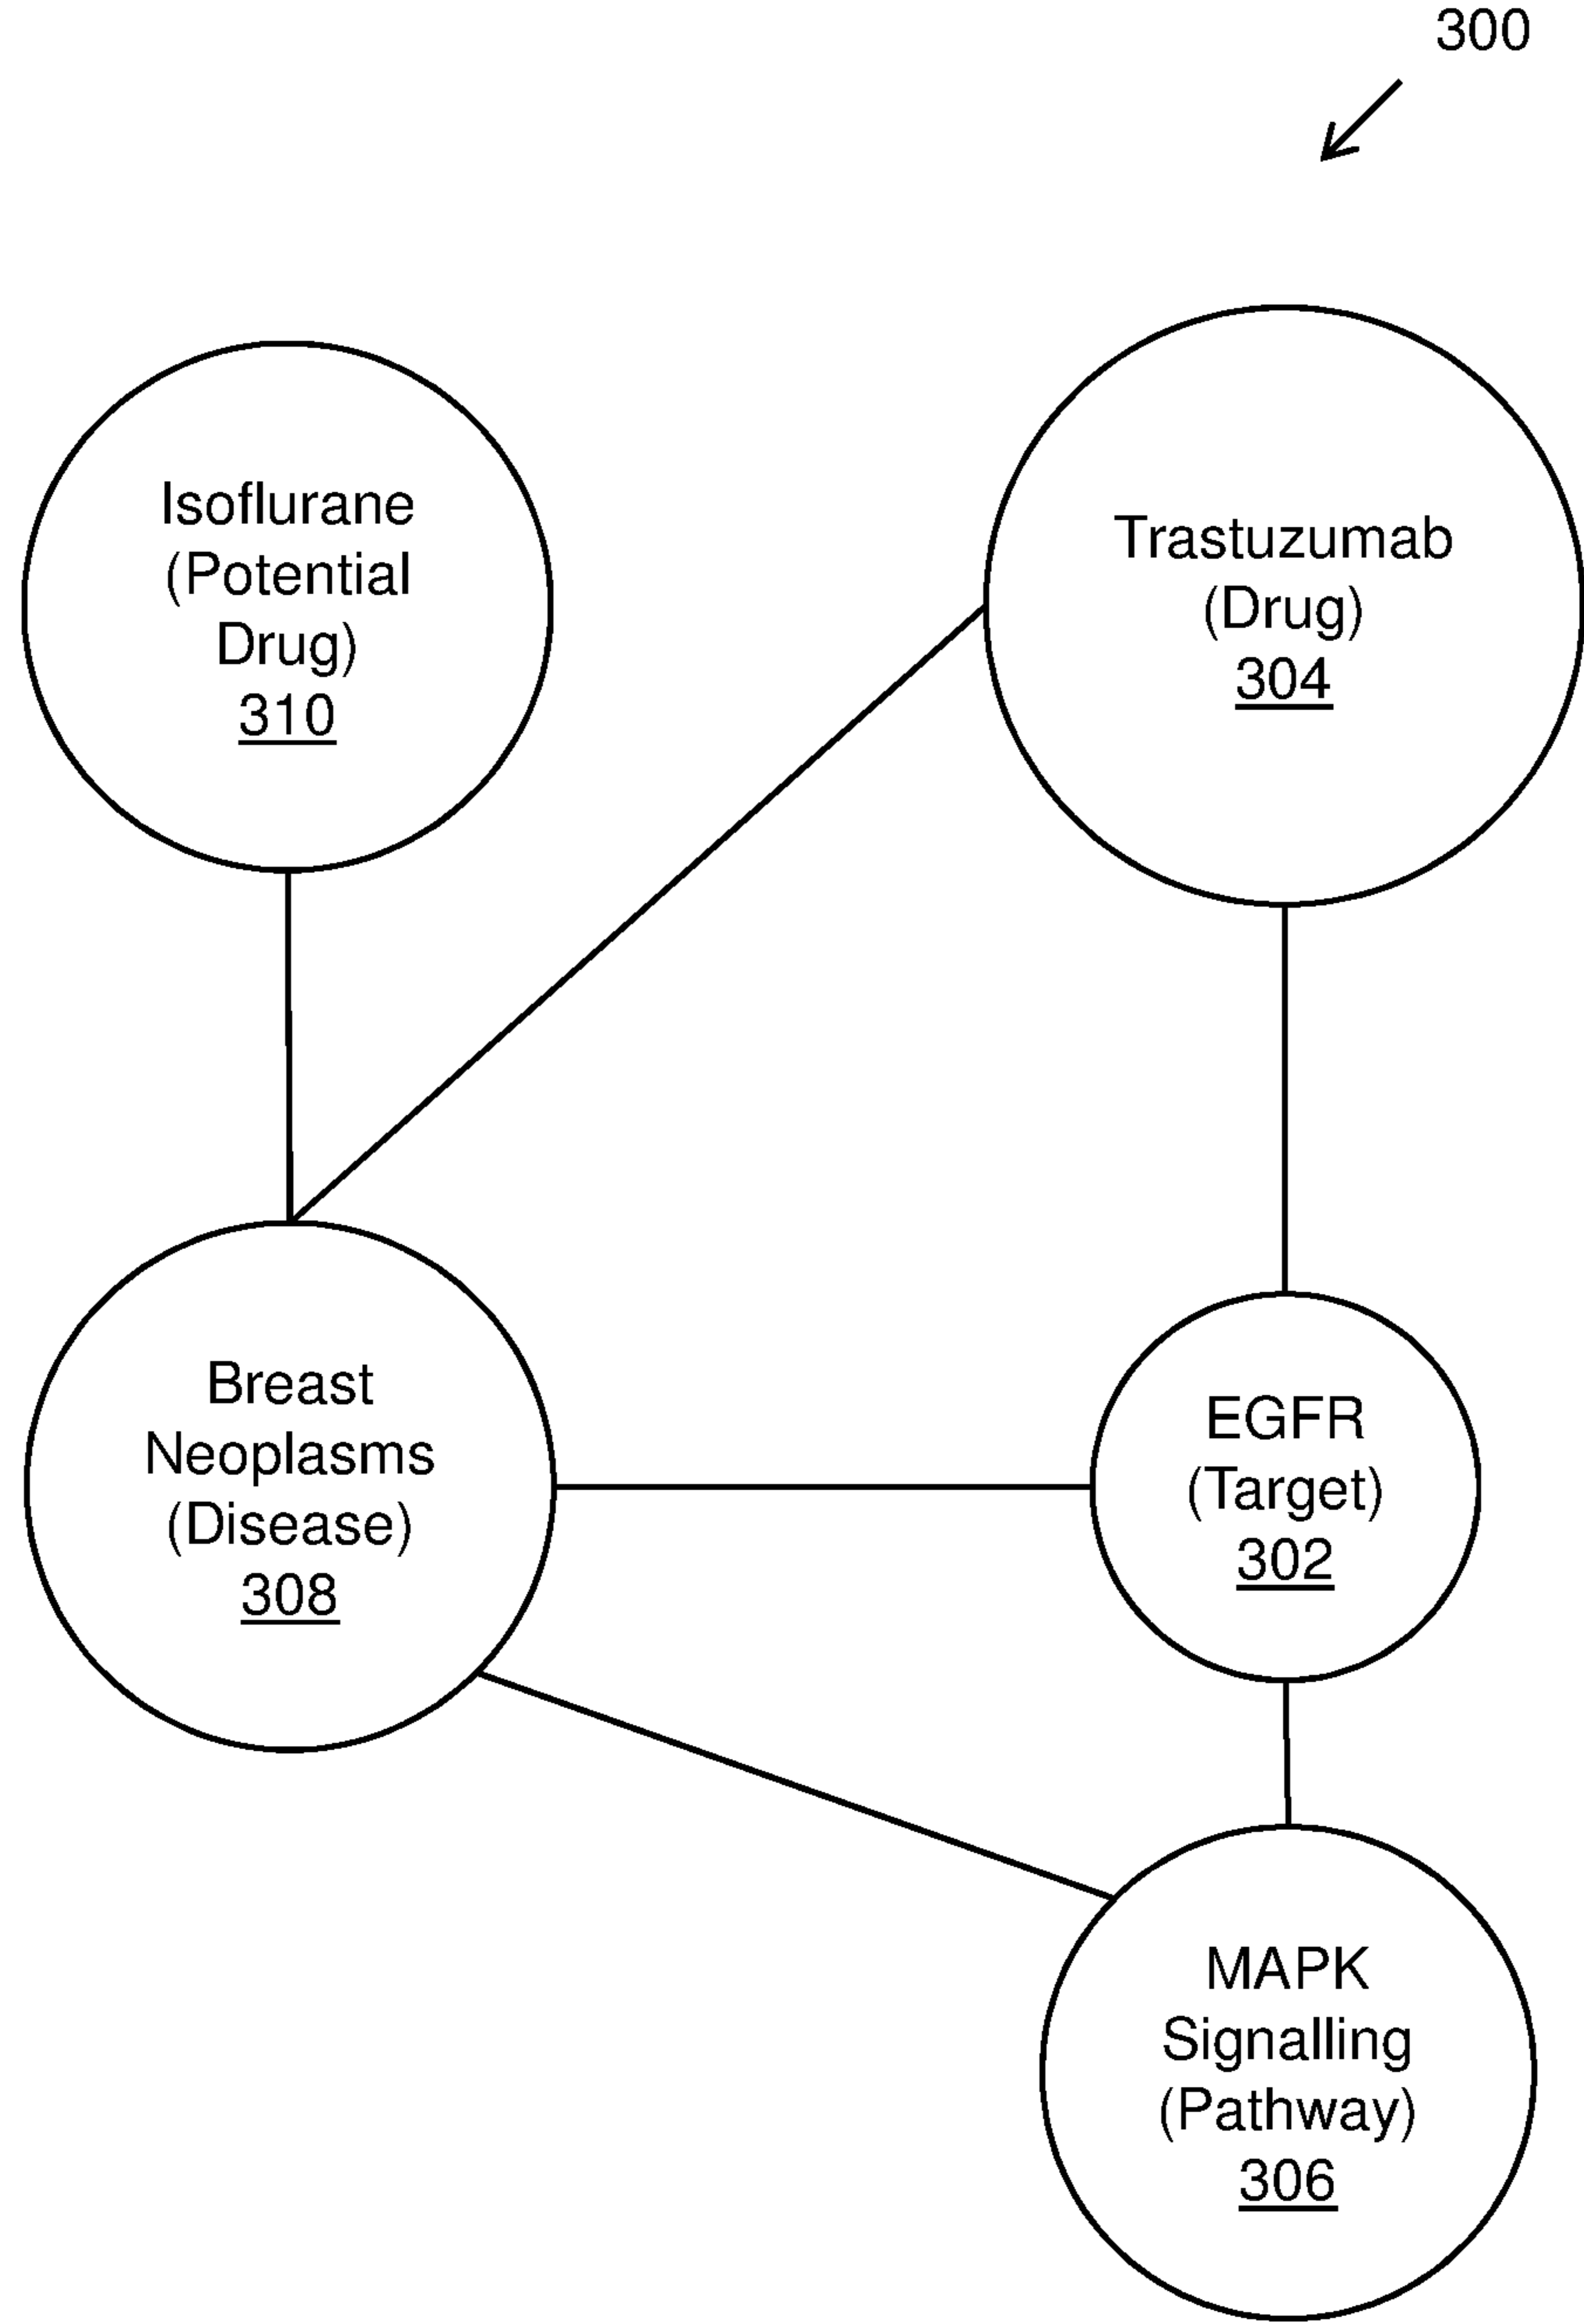 300
Isoflurane
(Potential
Drug)
310
Trastuzumab
(Drug)
304
Breast
Neoplasms
(Disease)
308
EGFR
(Target)
302
MAPK
Signalling
(Pathway)
306